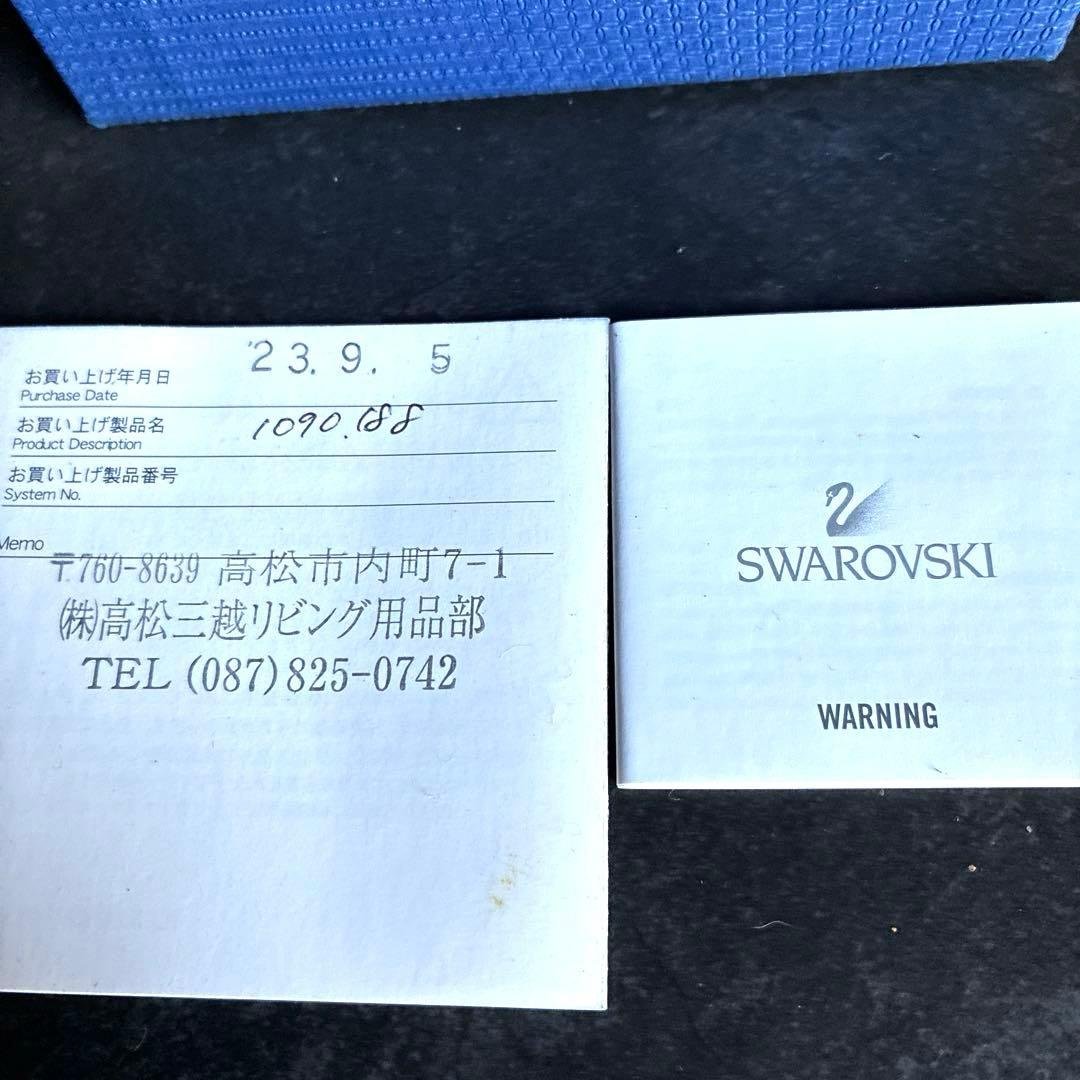 お買い上げ年月日 '23. 9. 5
Purchase Date
お買い上げ製品名 1090.188
Product Description
お買い上げ製品番号
System No.
Memo
〒760-8639 高松市内町7-1
㈱高松三越リビング用品部
TEL (087)825-0742
SWAROVSKI
WARNING